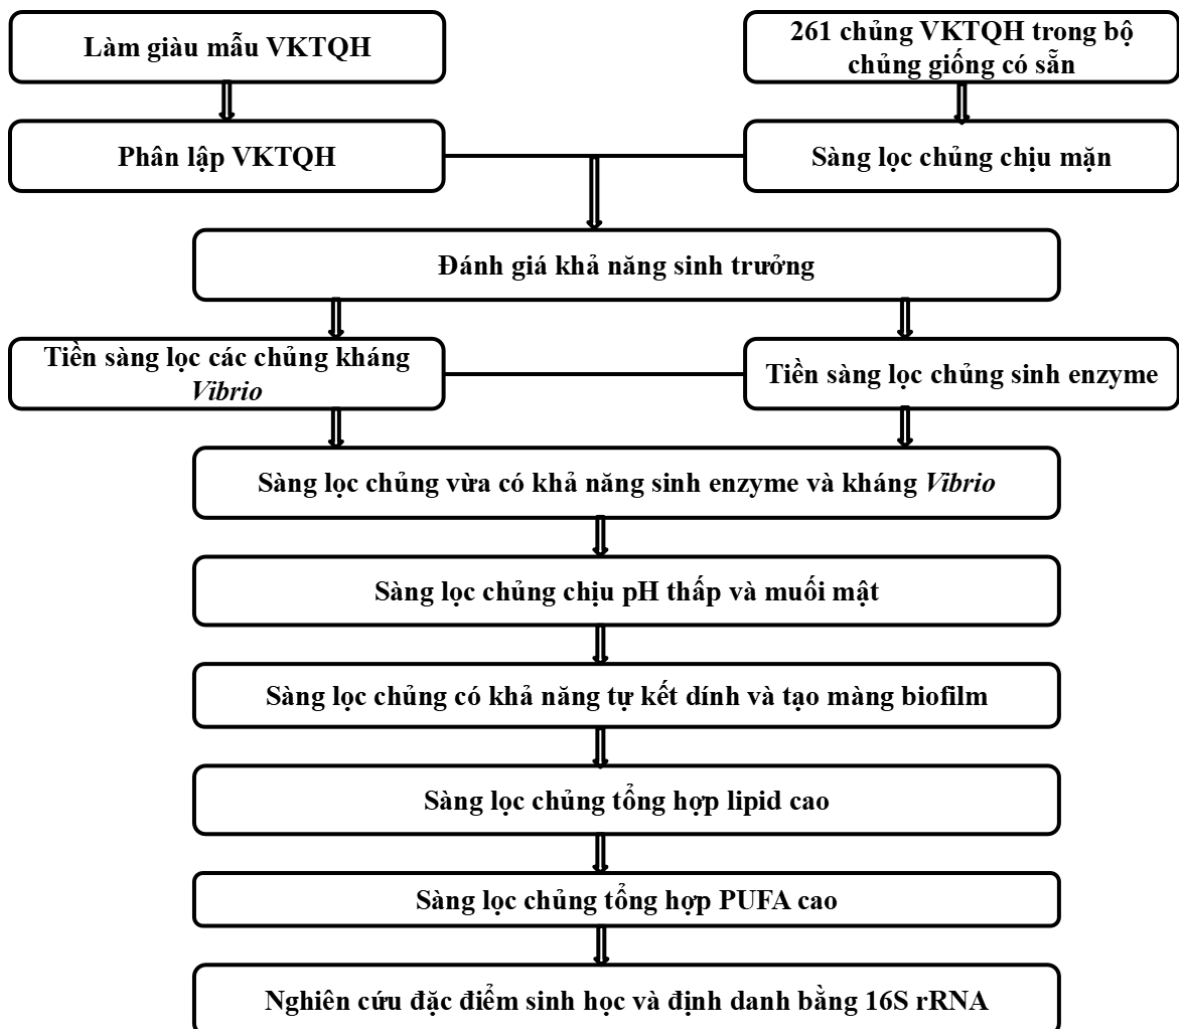 Làm giàu mẫu VKTQH
261 chủng VKTQH trong bộ
chủng giống có sẵn
Phân lập VKTQH
Sàng lọc chủng chịu mặn
Đánh giá khả năng sinh trưởng
Tiền sàng lọc các chủng kháng
Vibrio
Tiền sàng lọc chủng sinh enzyme
Sàng lọc chủng vừa có khả năng sinh enzyme và kháng Vibrio
Sàng lọc chủng chịu pH thấp và muối mật
Sàng lọc chủng có khả năng tự kết dính và tạo màng biofilm
Sàng lọc chủng tổng hợp lipid cao
Sàng lọc chủng tổng hợp PUFA cao
Nghiên cứu đặc điểm sinh học và định danh bằng 16S rRNA